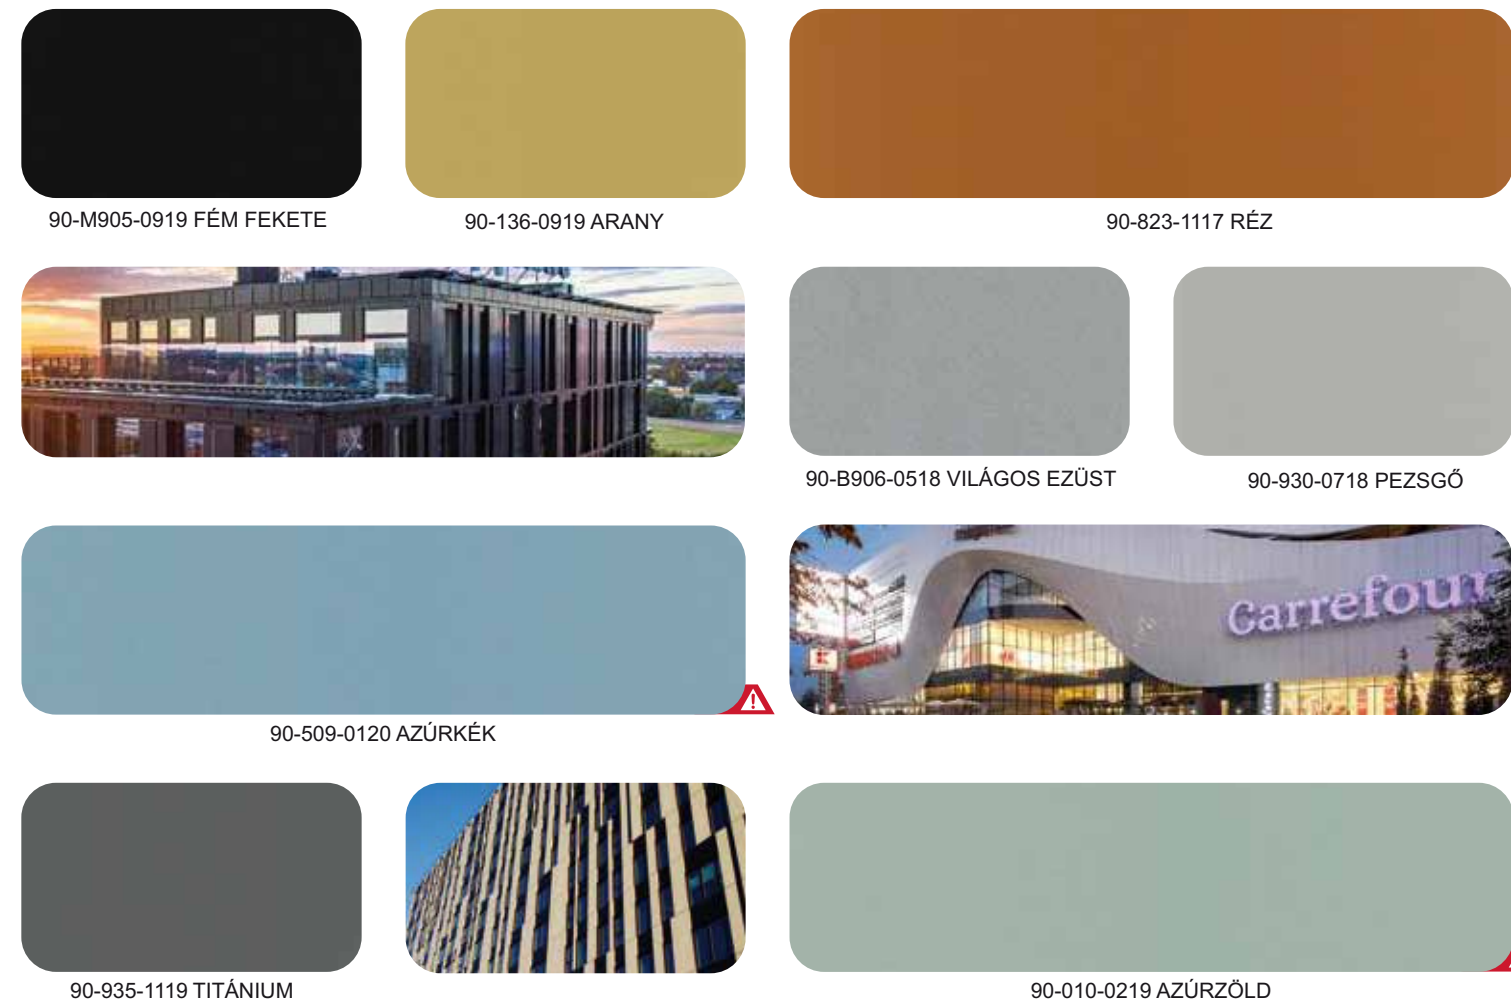 90-M905-0919 FÉM FEKETE
90-136-0919 ARANY
90-823-1117 RÉZ
90-B906-0518 VILÁGOS EZÜST
90-930-0718 PEZSGŐ
Carrefour
90-509-0120 AZÚRKÉK
90-935-1119 TITÁNIUM
90-010-0219 AZÚRZÖLD